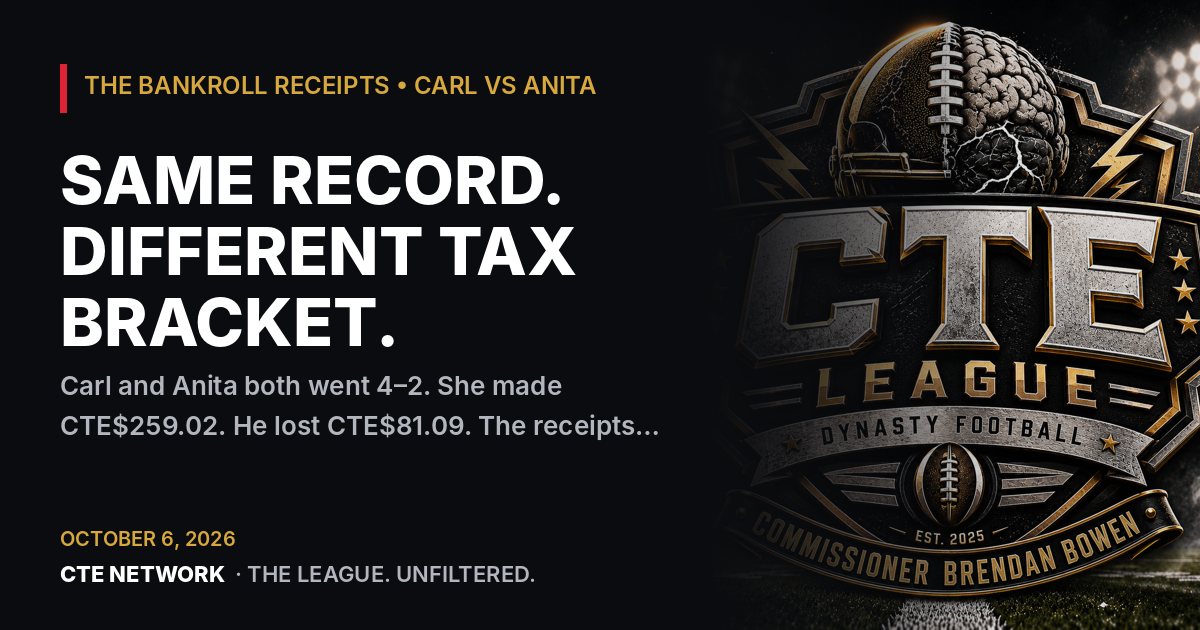 THE BANKROLL RECEIPTS • CARL VS ANITA
SAME RECORD.
DIFFERENT TAX
BRACKET.
Carl and Anita both went 4–2. She made
CTE$259.02. He lost CTE$81.09. The receipts...
OCTOBER 6, 2026
CTE NETWORK · THE LEAGUE. UNFILTERED.
CTE
LEAGUE
DYNASTY FOOTBALL
EST. 2025
COMMISSIONER BRENDAN BOWEN